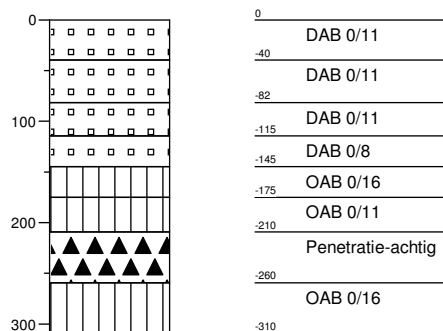 0
0
DAB 0/11
-40
DAB 0/11
-82
100
DAB 0/11
-115
DAB 0/8
-145
OAB 0/16
-175
OAB 0/11
200
-210
Penetratie-achtig
-260
OAB 0/16
300
-310